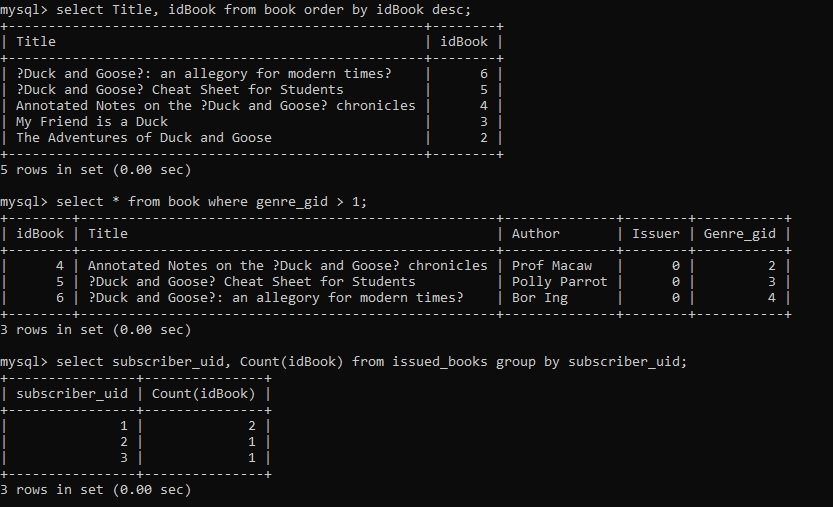 mysql> select Title, idBook from book order by idBook desc;
+----------------------------------------------------+--------+
| Title                                              | idBook |
+----------------------------------------------------+--------+
| ?Duck and Goose?: an allegory for modern times?    |      6 |
| ?Duck and Goose? Cheat Sheet for Students          |      5 |
| Annotated Notes on the ?Duck and Goose? chronicles |      4 |
| My Friend is a Duck                                |      3 |
| The Adventures of Duck and Goose                   |      2 |
+----------------------------------------------------+--------+
5 rows in set (0.00 sec)

mysql> select * from book where genre_gid > 1;
+--------+----------------------------------------------------+--------------+--------+-----------+
| idBook | Title                                              | Author       | Issuer | Genre_gid |
+--------+----------------------------------------------------+--------------+--------+-----------+
|      4 | Annotated Notes on the ?Duck and Goose? chronicles | Prof Macaw   |      0 |         2 |
|      5 | ?Duck and Goose? Cheat Sheet for Students          | Polly Parrot |      0 |         3 |
|      6 | ?Duck and Goose?: an allegory for modern times?    | Bor Ing      |      0 |         4 |
+--------+----------------------------------------------------+--------------+--------+-----------+
3 rows in set (0.00 sec)

mysql> select subscriber_uid, Count(idBook) from issued_books group by subscriber_uid;
+----------------+---------------+
| subscriber_uid | Count(idBook) |
+----------------+---------------+
|              1 |             2 |
|              2 |             1 |
|              3 |             1 |
+----------------+---------------+
3 rows in set (0.00 sec)